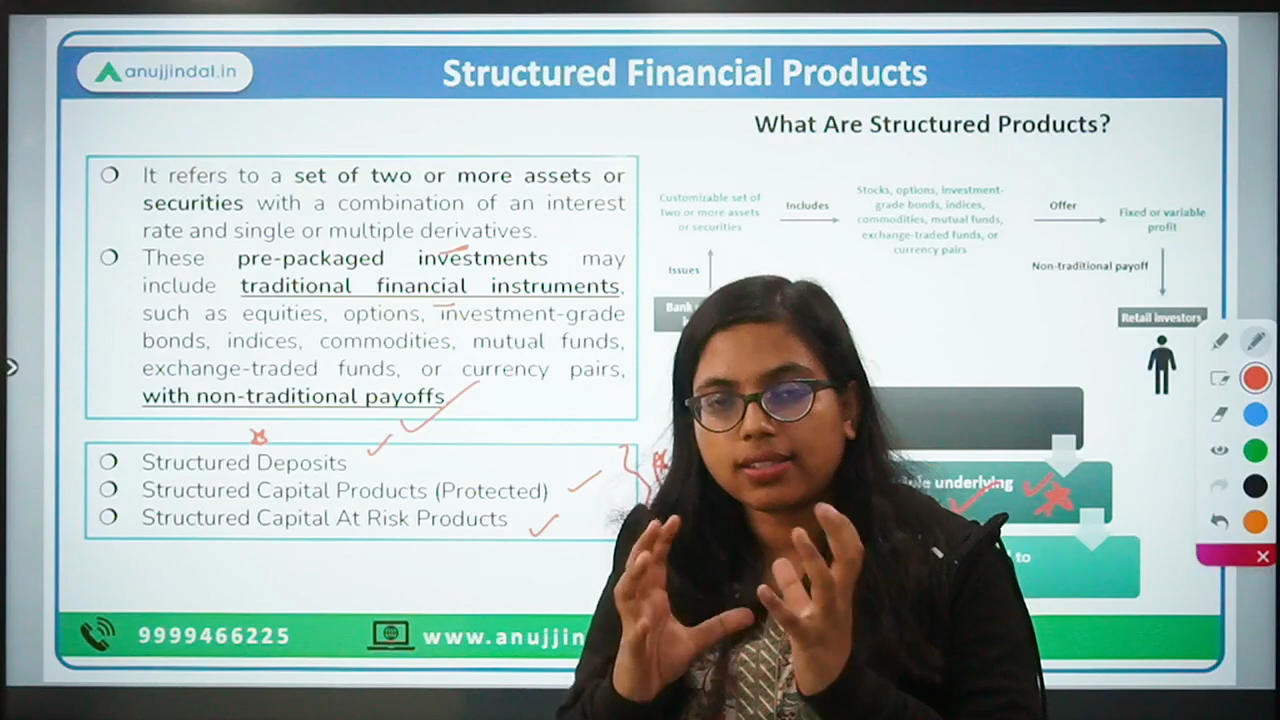 anujjindal.in
Structured Financial Products
What Are Structured Products?
❍ It refers to a set of two or more assets or
securities with a combination of an interest
rate and single or multiple derivatives.
❍ These pre-packaged investments may
include traditional financial instruments,
such as equities, options, investment-grade
bonds, indices, commodities, mutual funds,
exchange-traded funds, or currency pairs,
with non-traditional payoffs
❍ Structured Deposits
❍ Structured Capital Products (Protected)
❍ Structured Capital At Risk Products
Customizable set of
two or more assets
or securities
Includes
Stocks, options, investment-
grade bonds, indices,
commodities, mutual funds,
exchange-traded funds, or
currency pairs
Offer
Fixed or variable
profit
Issues
Non-traditional payoff
Bank
Retail investors
underlying
to
9999466225
www.anujjin